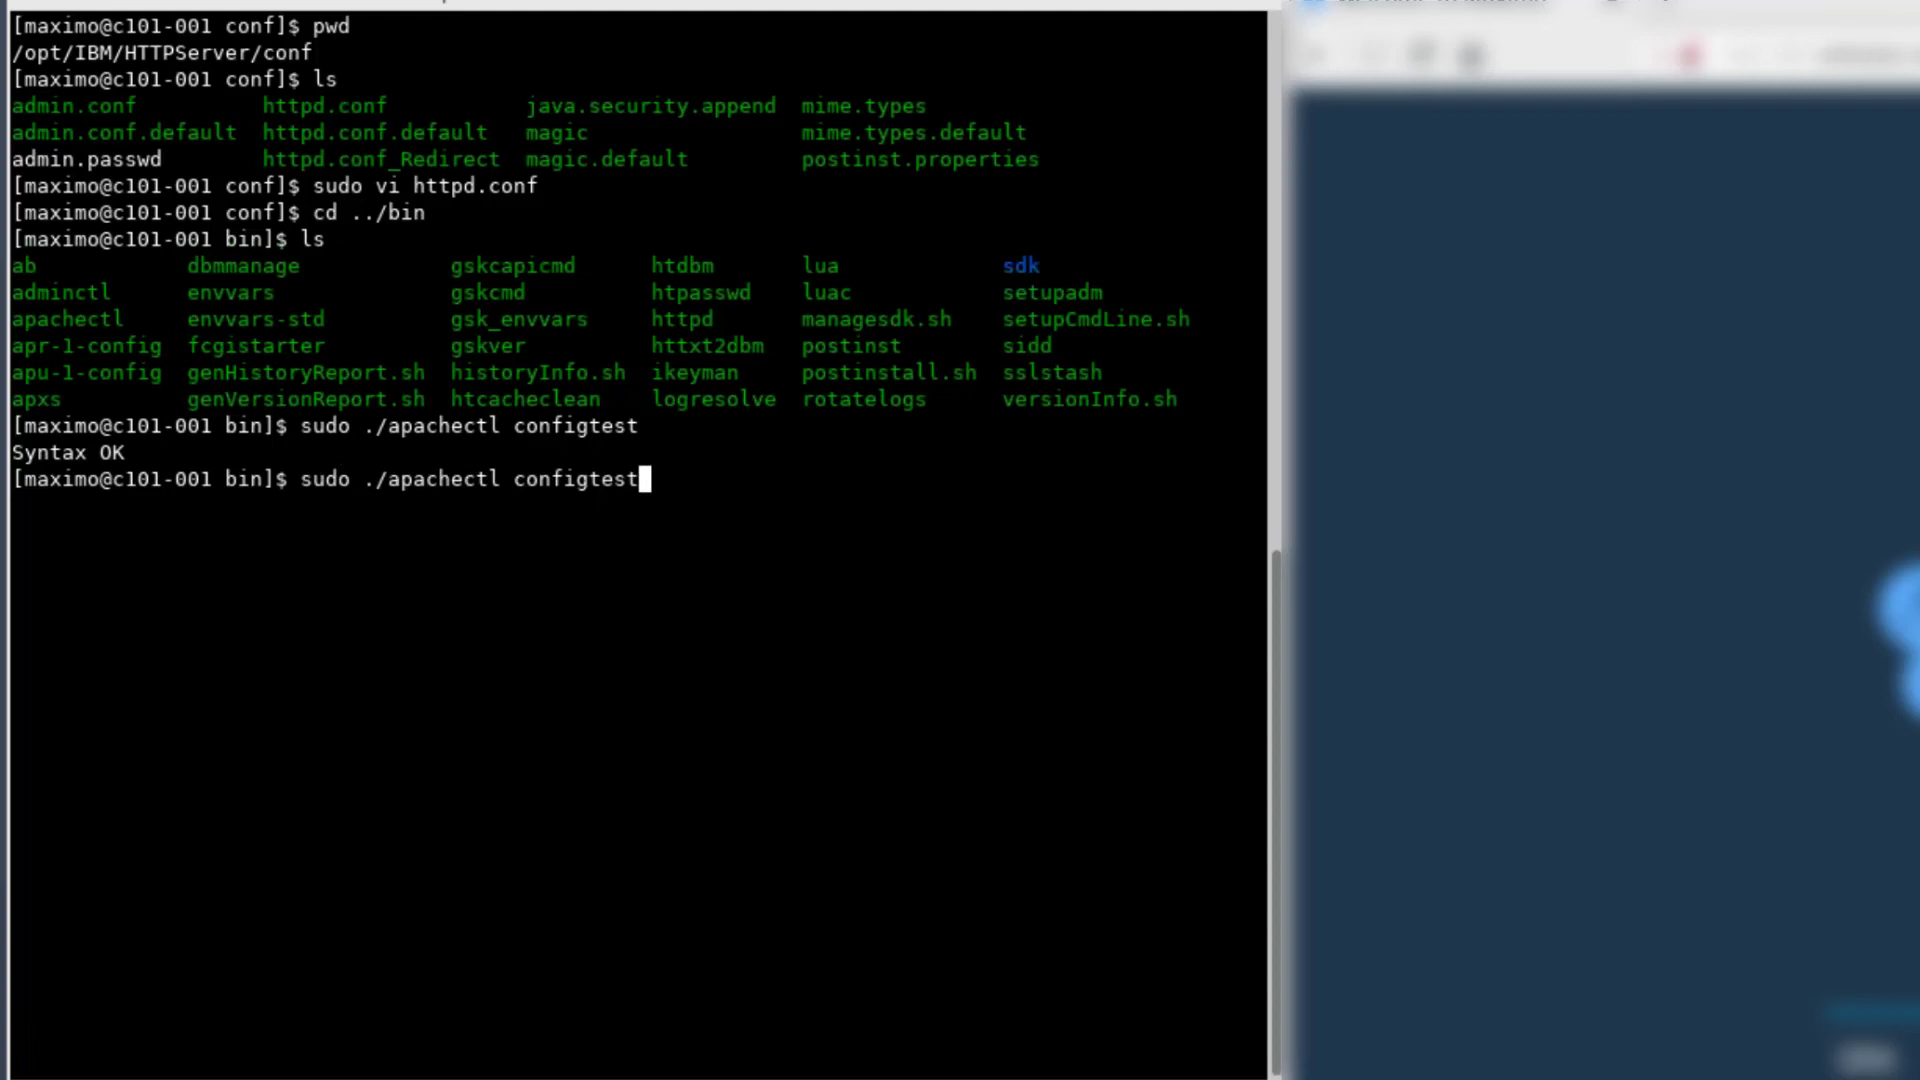 [maximo@c101-001 conf]$ pwd
/opt/IBM/HTTPServer/conf
[maximo@c101-001 conf]$ ls
admin.conf httpd.conf java.security.append mime.types
admin.conf.default httpd.conf.default magic mime.types.default
admin.passwd httpd.conf_Redirect magic.default postinst.properties
[maximo@c101-001 conf]$ sudo vi httpd.conf
[maximo@c101-001 conf]$ cd ../bin
[maximo@c101-001 bin]$ ls
ab dbmmanage gskcapicmd htdbm lua sdk
adminctl envvars gskcmd htpasswd luac setupadm
apachectl envvars-std gsk_envvars httpd managesdk.sh setupCmdLine.sh
apr-1-config fcgistarter gskver httxt2dbm postinst sidd
apu-1-config genHistoryReport.sh historyInfo.sh ikeyman postinstall.sh sslstash
apxs genVersionReport.sh htcacheclean logresolve rotatelogs versionInfo.sh
[maximo@c101-001 bin]$ sudo ./apachectl configtest
Syntax OK
[maximo@c101-001 bin]$ sudo ./apachectl configtest